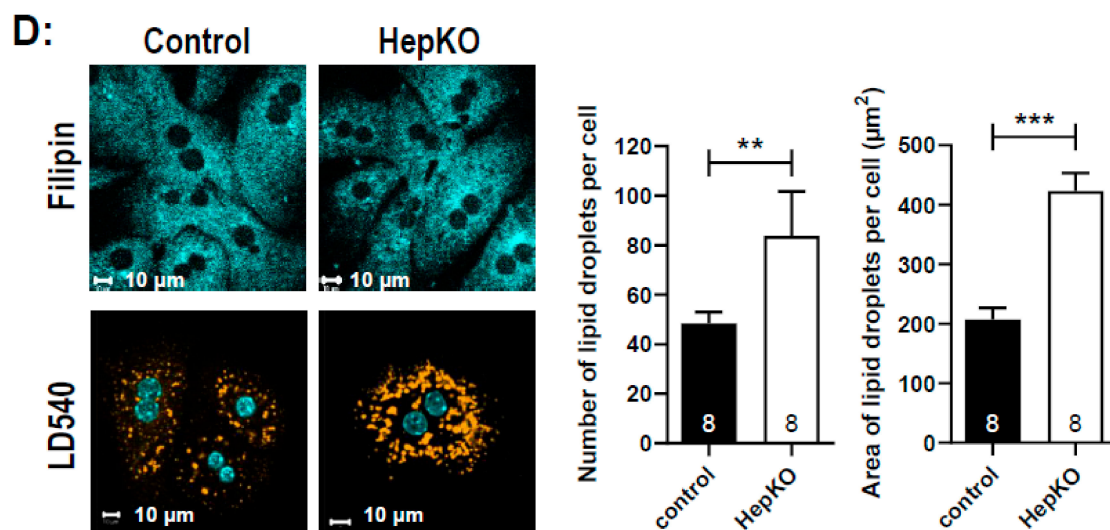 D:
Control
HepKO
Filipin
10 µm
10 µm
LD540
10 µm
10 µm
Number of lipid droplets per cell
120
100
80
60
40
20
0
**
8
8
control
HepKO
Area of lipid droplets per cell (µm²)
500
400
300
200
100
0
***
8
8
control
HepKO